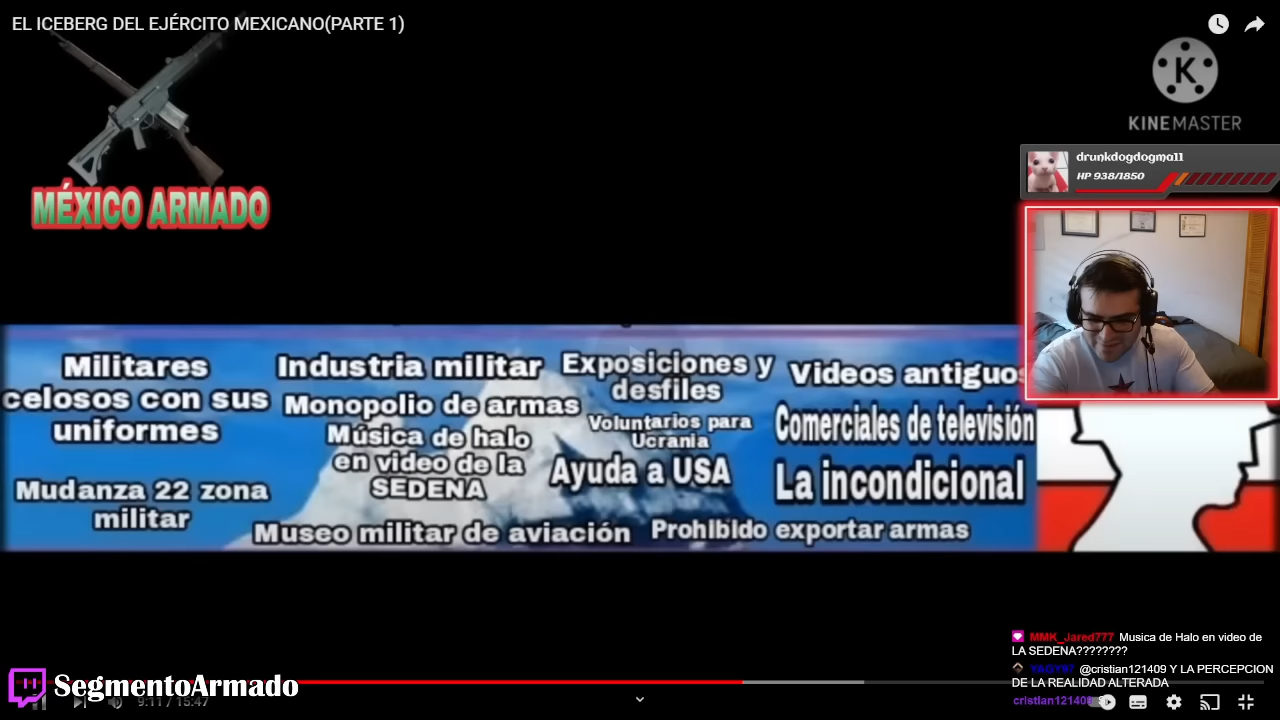 EL ICEBERG DEL EJÉRCITO MEXICANO(PARTE 1)
K
KINEMASTER
MÉXICO ARMADO
drunkdogdogma11
HP 938/1850
Militares
celosos con sus
uniformes
Mudanza 22 zona
militar
Industria militar
Monopolio de armas
Música de halo
en video de la
SEDENA
Museo militar de aviación
Exposiciones y
desfiles
Voluntarios para
Ucrania
Ayuda a USA
Prohibido exportar armas
Videos antiguos
Comerciales de televisión
La incondicional
MMK_Jared777 Musica de Halo en video de
LA SEDENA????????
YAGY97 @cristian121409 Y LA PERCEPCION
DE LA REALIDAD ALTERADA
cristian121409
SegmentoArmado
9:11 / 15:47